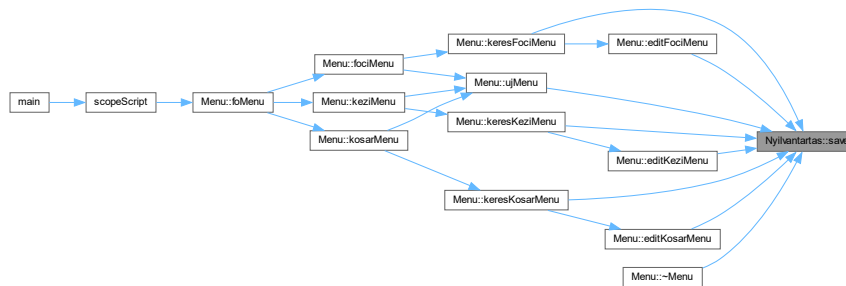 Menu::keresFociMenu
Menu::editFociMenu
Menu::fociMenu
Menu::ujMenu
main
scopeScript
Menu::foMenu
Menu::keziMenu
Menu::keresKeziMenu
Menu::kosarMenu
Nyilvantartas::save
Menu::editKeziMenu
Menu::keresKosarMenu
Menu::editKosarMenu
Menu::~Menu